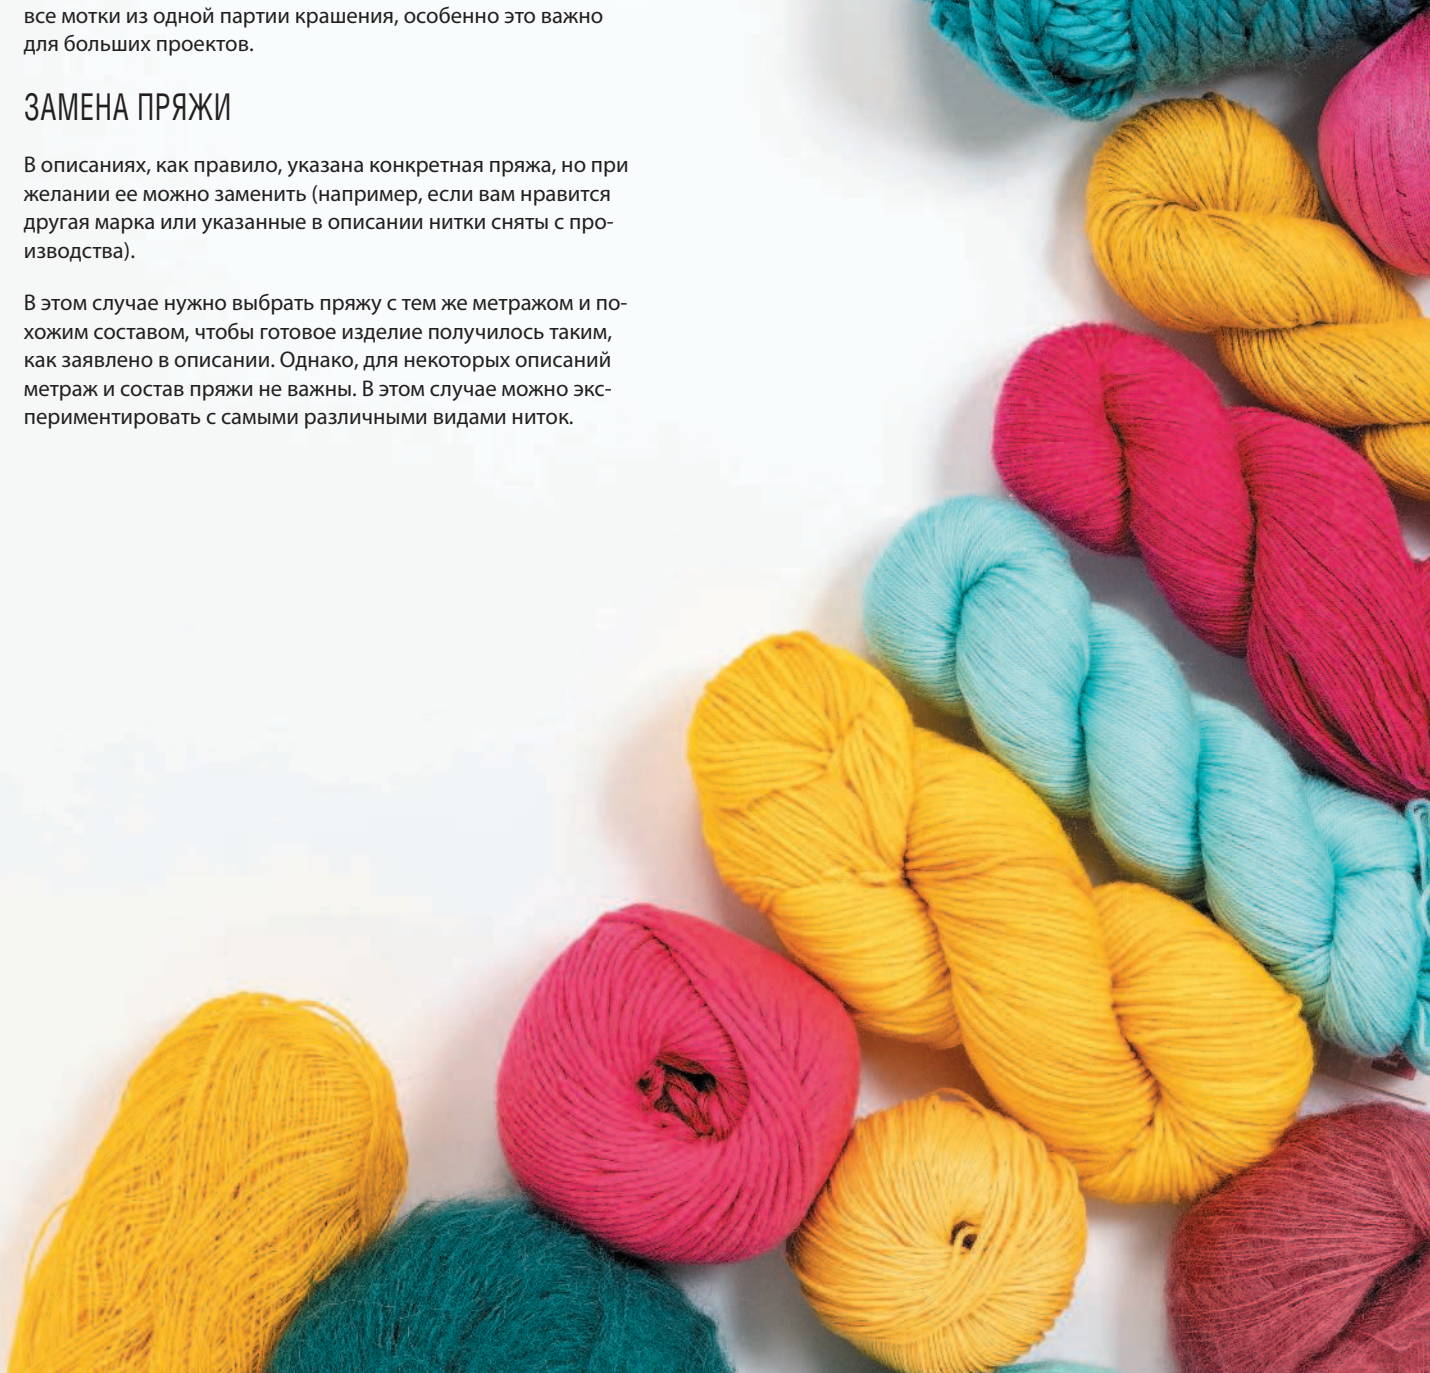 все мотки из одной партии крашения, особенно это важно
для больших проектов.
ЗАМЕНА ПРЯЖИ
В описаниях, как правило, указана конкретная пряжа, но при
желании ее можно заменить (например, если вам нравится
другая марка или указанные в описании нитки сняты с про-
изводства).
В этом случае нужно выбрать пряжу с тем же метражом и по-
хожим составом, чтобы готовое изделие получилось таким,
как заявлено в описании. Однако, для некоторых описаний
метраж и состав пряжи не важны. В этом случае можно экс-
периментировать с самыми различными видами ниток.